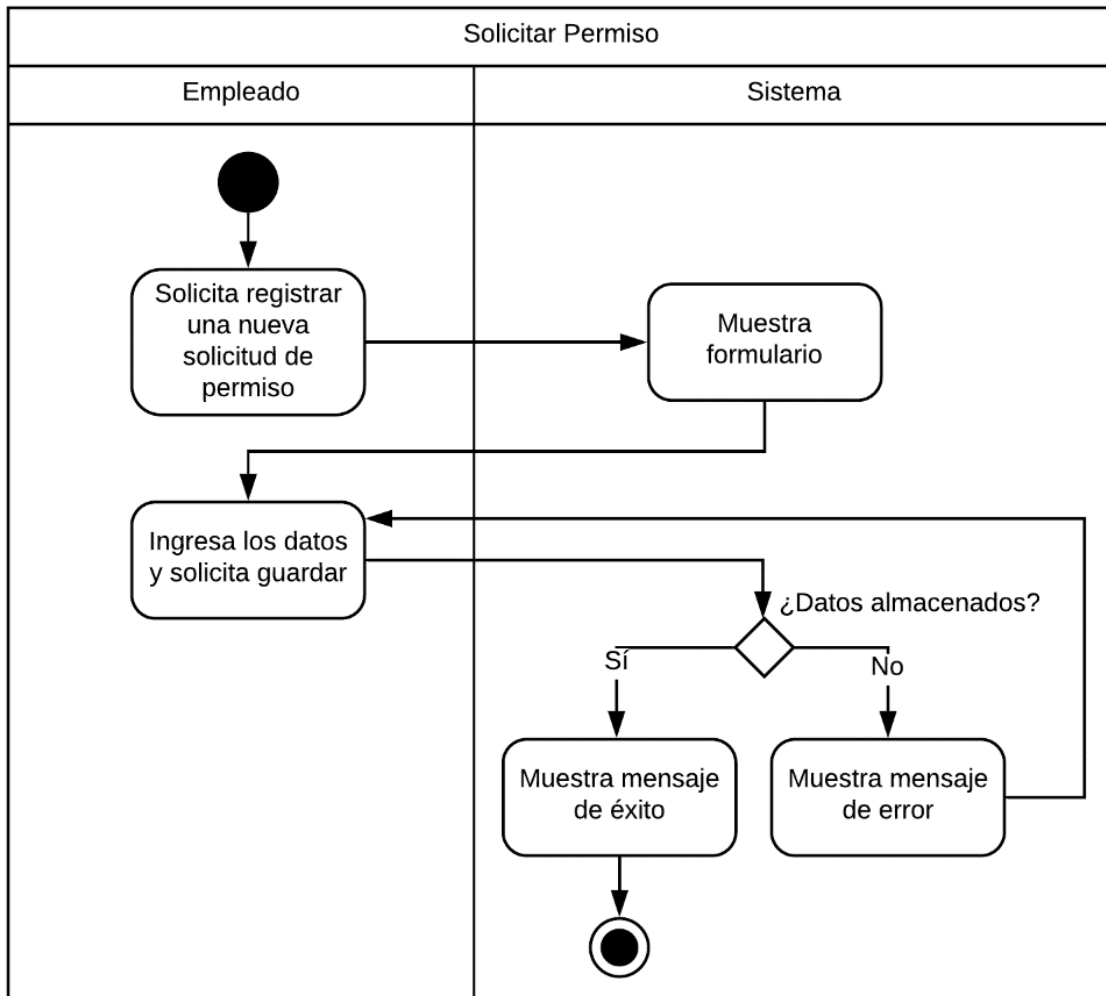 Solicitar Permiso
Empleado
Sistema
Solicita registrar
una nueva
solicitud de
permiso
Muestra
formulario
Ingresa los datos
y solicita guardar
¿Datos almacenados?
Sí
No
Muestra mensaje
de éxito
Muestra mensaje
de error